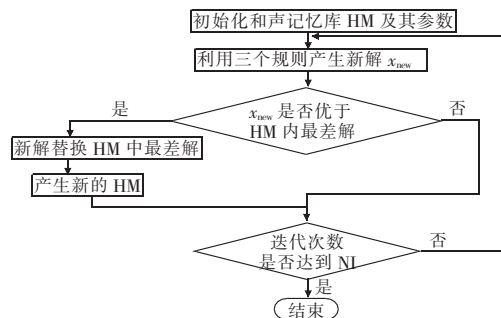 初始化和声记忆库 HM 及其参数
利用三个规则产生新解 xnew
是
否
xnew 是否优于
HM 内最差解
新解替换 HM 中最差解
产生新的 HM
迭代次数
是否达到 NI
否
是
结束